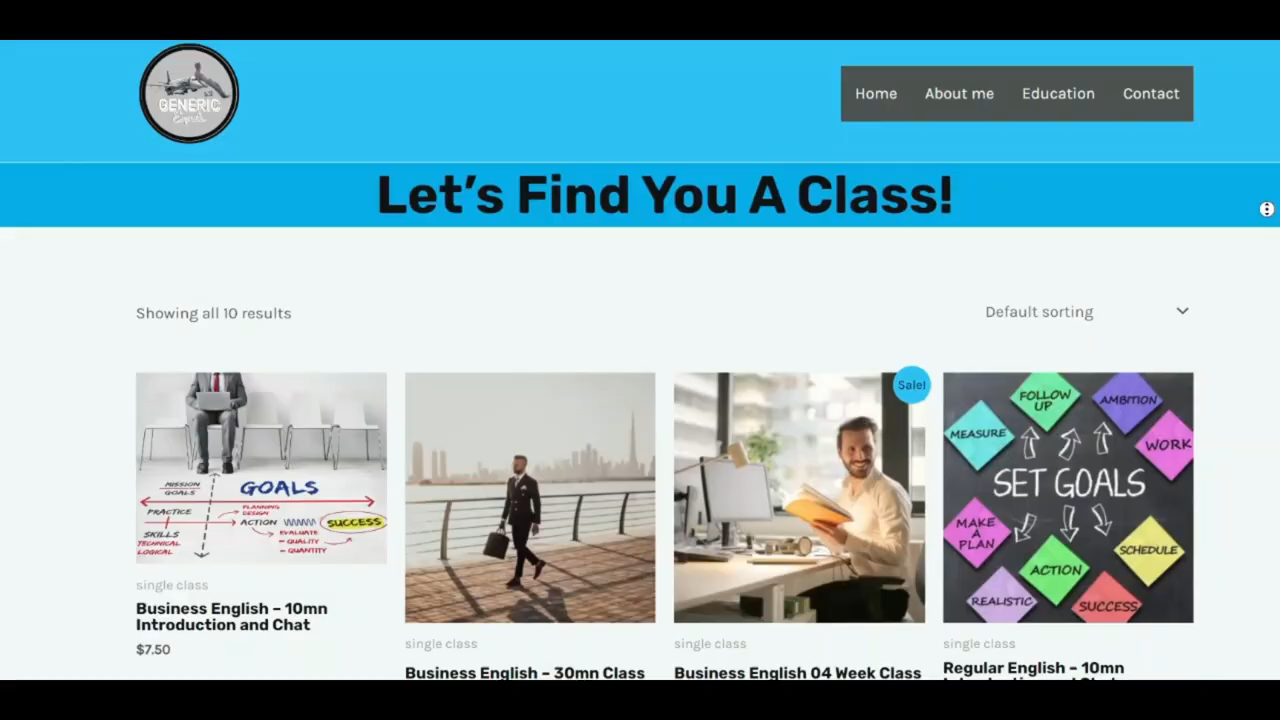 GENERIC
Home
About me
Education
Contact
Let's Find You A Class!
Showing all 10 results
Default sorting
Sale!
MISSION
GOALS
GOALS
PRACTICE
PLANNING
DESIGN
ACTION
SUCCESS
SKILLS
EVALUATE
TECHNICAL
LOGICAL
- QUALITY
- QUANTITY
FOLLOW
UP
AMBITION
MEASURE
WORK
SET GOALS
MAKE
A
PLAN
SCHEDULE
ACTION
REALISTIC
SUCCESS
single class
Business English – 10mn
Introduction and Chat
$7.50
single class
Business English – 30mn Class
single class
Business English 04 Week Class
single class
Regular English – 10mn